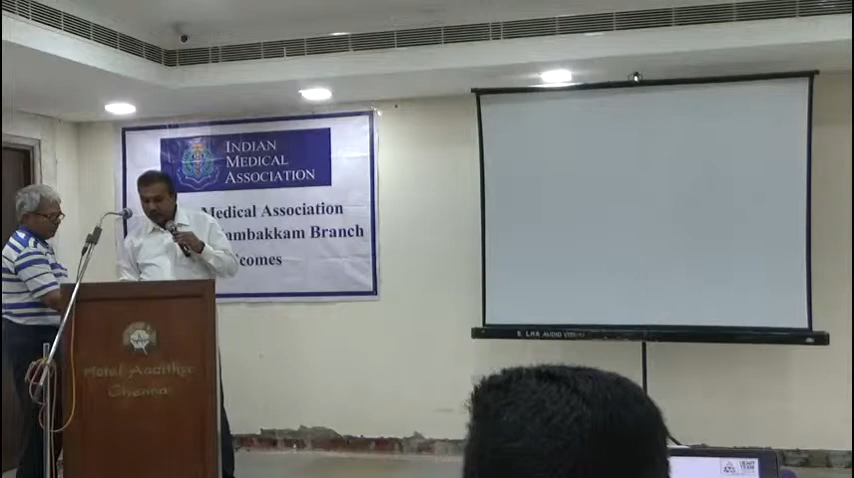 INDIAN
MEDICAL
ASSOCIATION
Medical Association
ambakkam Branch
comes
Hotel Aadithya
Chennai